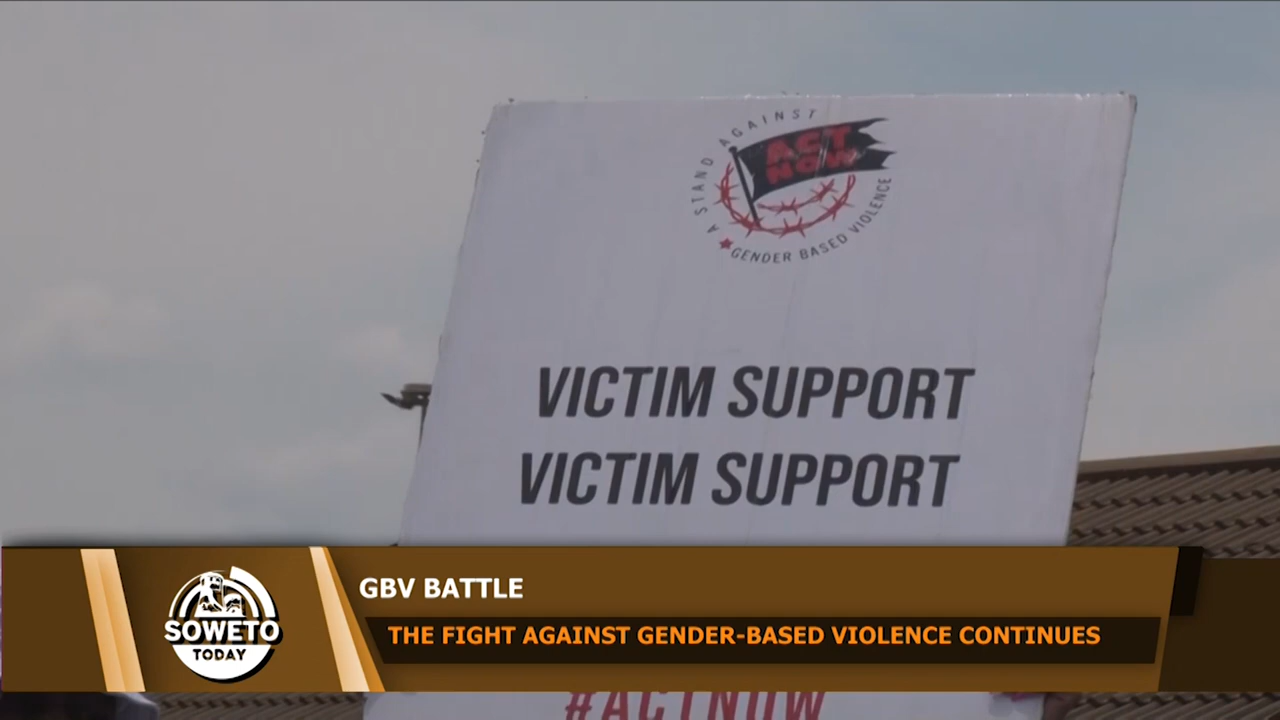 A STAND AGAINST
ACT
NOW
GENDER BASED VIOLENCE
VICTIM SUPPORT
VICTIM SUPPORT
GBV BATTLE
THE FIGHT AGAINST GENDER-BASED VIOLENCE CONTINUES
SOWETO
TODAY
#ACTNOW